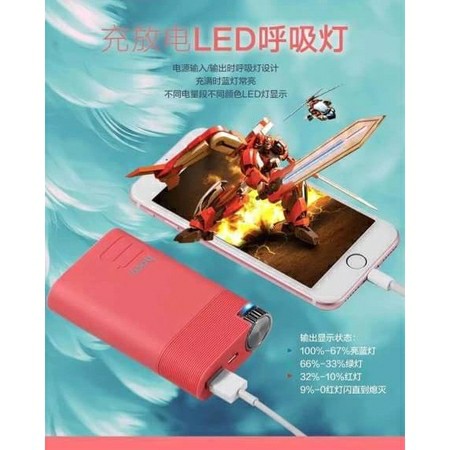 充放电LED呼吸灯
电源输入/输出时呼吸灯设计
充满时蓝灯常亮
不同电量段不同颜色LED灯显示
输出显示状态：
100%-67%亮蓝灯
66%-33%绿灯
32%-10%红灯
9%-0红灯闪直到熄灭